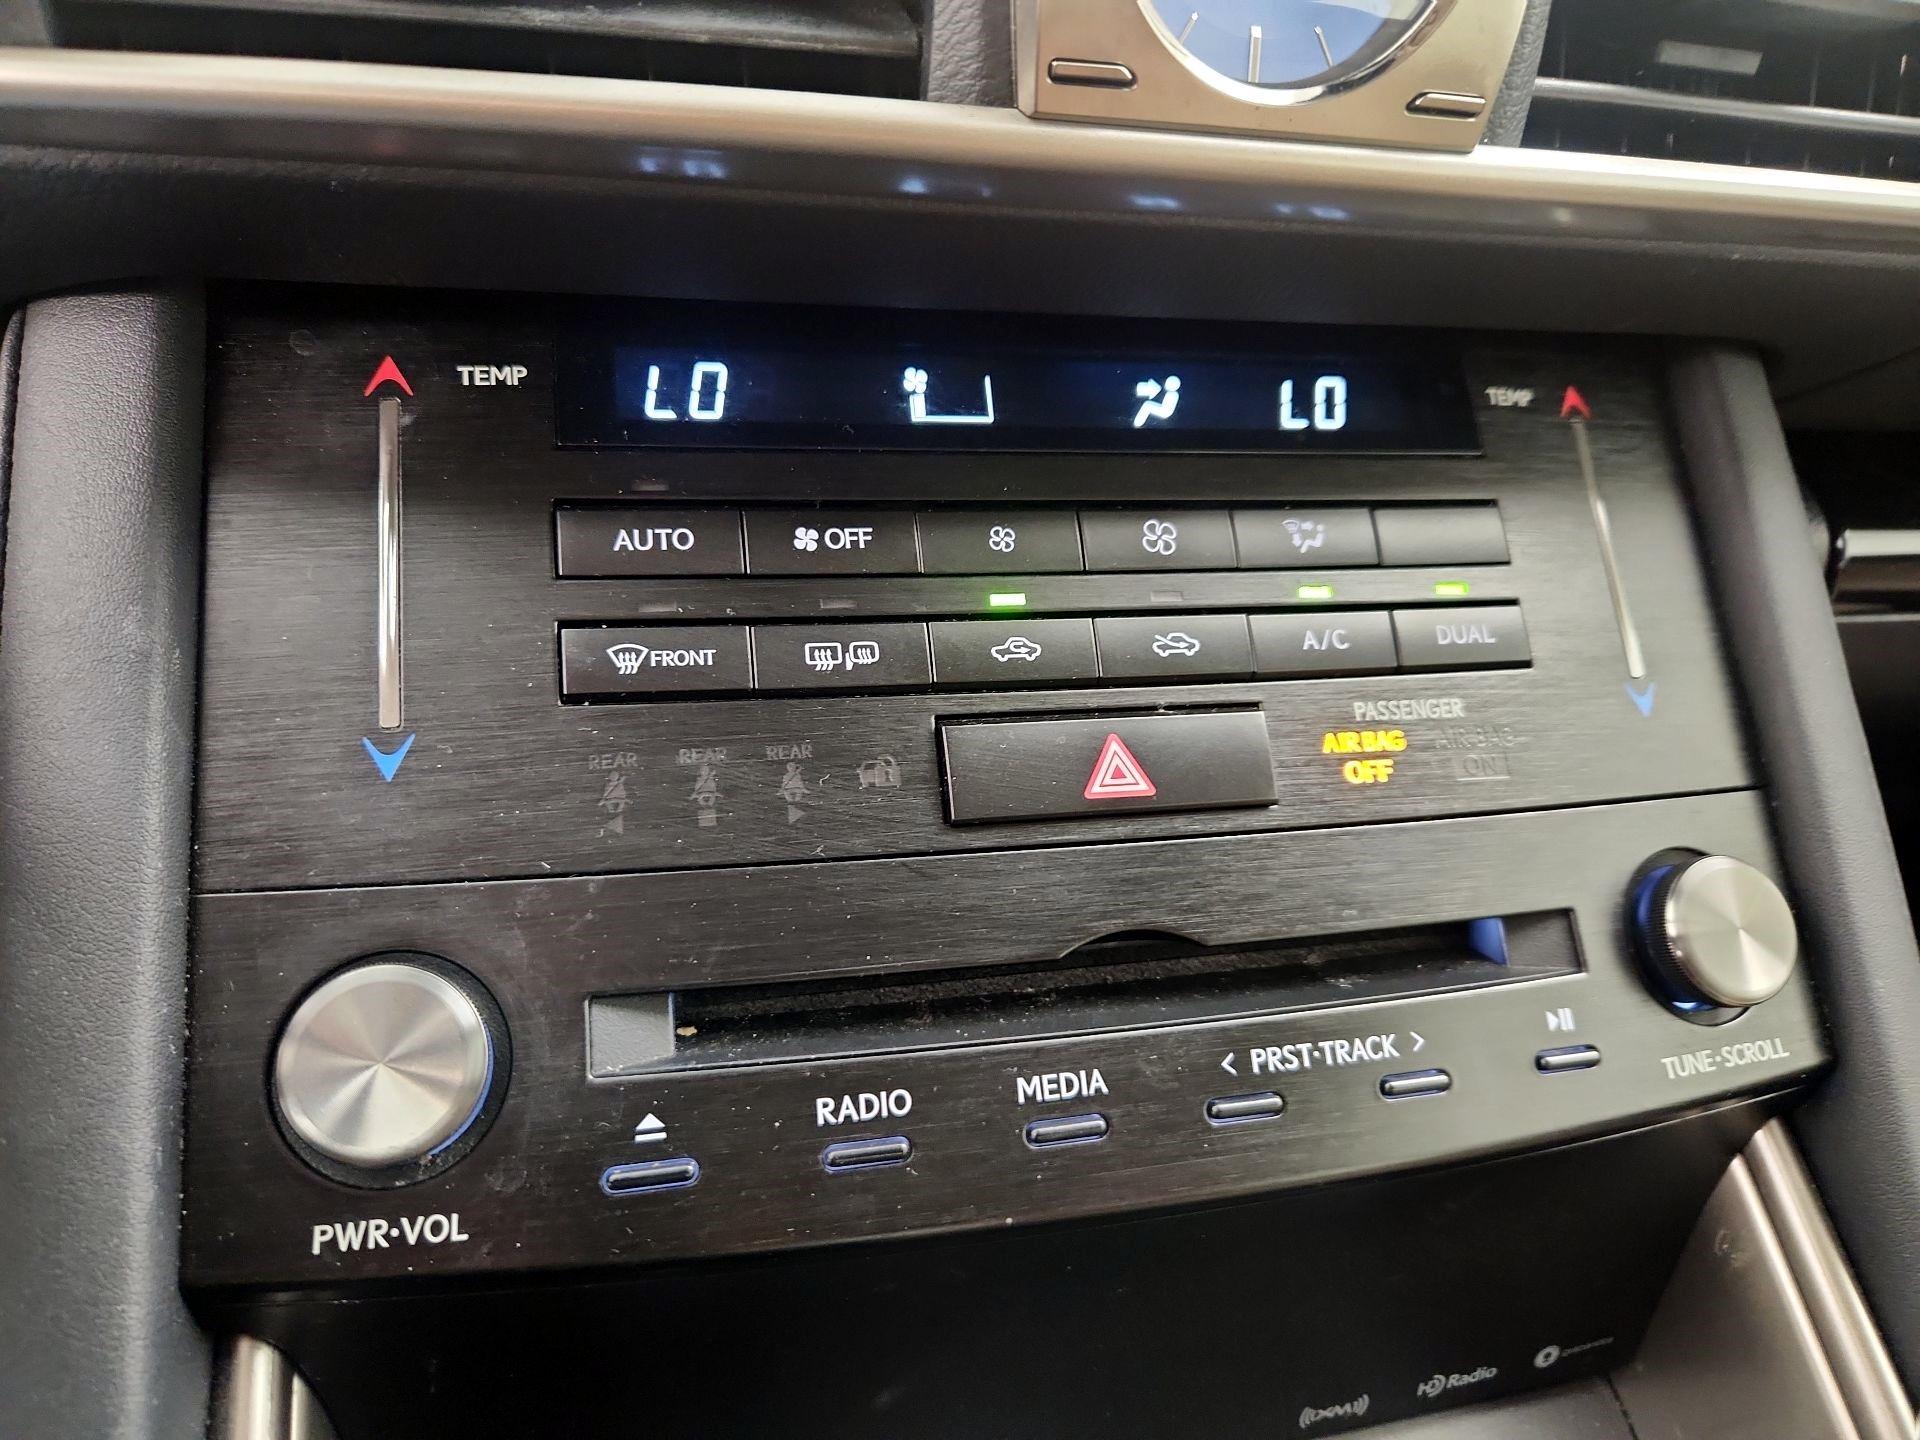 TEMP
LO
LO
TEMP
AUTO
OFF
FRONT
A/C
DUAL
PASSENGER
AIR BAG
OFF
AIR BAG
ON
REAR
REAR
REAR
PWR·VOL
RADIO
MEDIA
< PRST·TRACK >
TUNE·SCROLL
((XM))
HD Radio